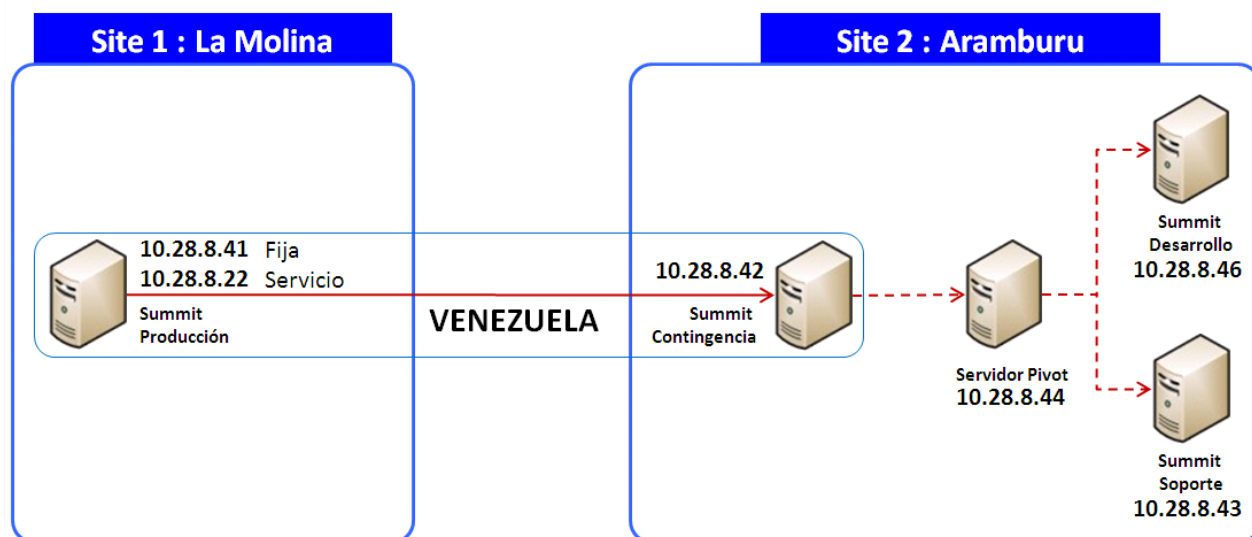 Site 1 : La Molina
Site 2 : Aramburu
10.28.8.41 Fija
10.28.8.22 Servicio
Summit
Producción
VENEZUELA
10.28.8.42
Summit
Contingencia
Servidor Pivot
10.28.8.44
Summit
Desarrollo
10.28.8.46
Summit
Soporte
10.28.8.43